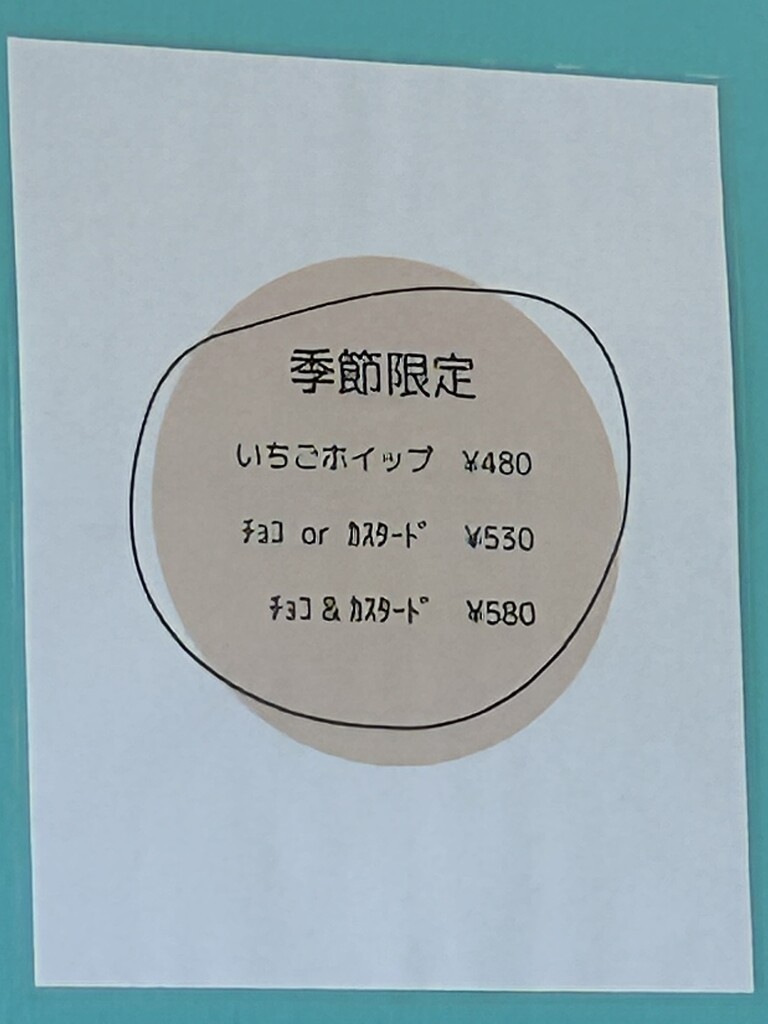 季節限定
いちごホイップ ¥480
ﾁｮｺ or ｶｽﾀｰﾄﾞ ¥530
ﾁｮｺ & ｶｽﾀｰﾄﾞ ¥580